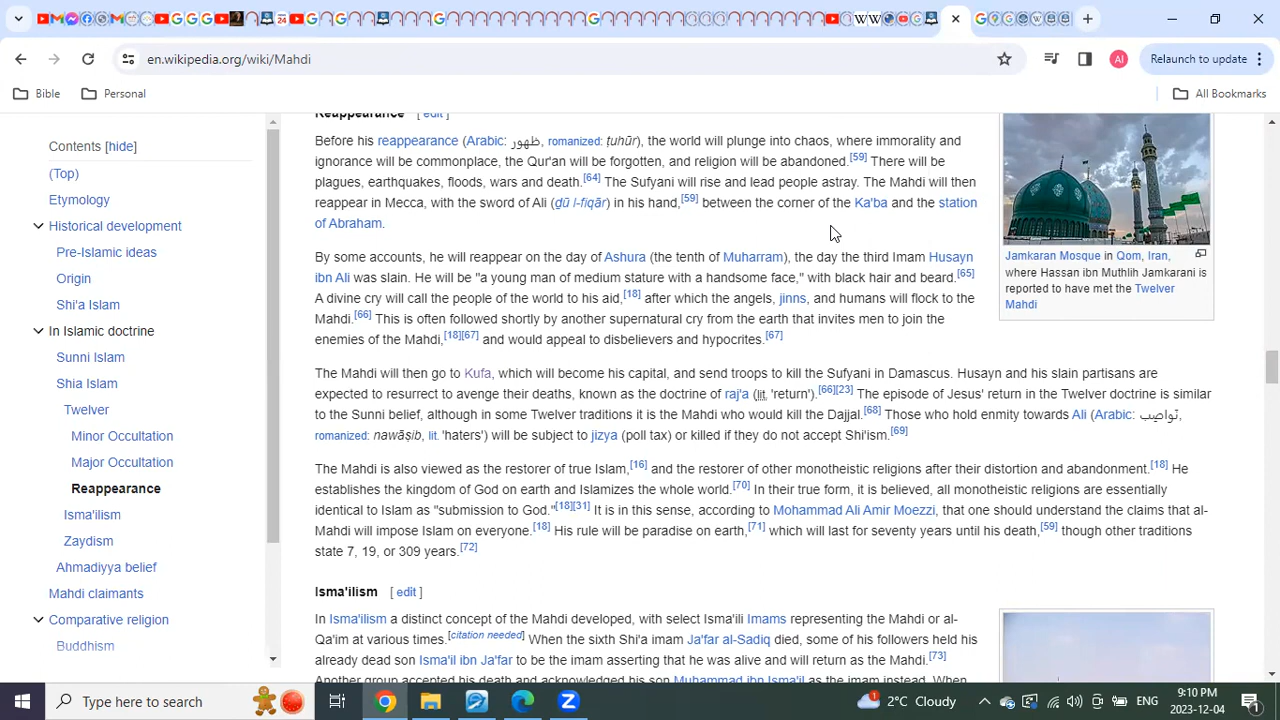 24
W W
AI
en.wikipedia.org/wiki/Mahdi
Relaunch to update
Bible
Personal
All Bookmarks
Contents [hide]
(Top)
Etymology
Historical development
Pre-Islamic ideas
Origin
Shi'a Islam
In Islamic doctrine
Sunni Islam
Shia Islam
Twelver
Minor Occultation
Major Occultation
Reappearance
Isma'ilism
Zaydism
Ahmadiyya belief
Mahdi claimants
Comparative religion
Buddhism
Reappearance [ edit ]
Before his reappearance (Arabic: ظهور, romanized: ṭuhūr), the world will plunge into chaos, where immorality and
ignorance will be commonplace, the Qur'an will be forgotten, and religion will be abandoned.[59] There will be
plagues, earthquakes, floods, wars and death.[64] The Sufyani will rise and lead people astray. The Mahdi will then
reappear in Mecca, with the sword of Ali (ḏū l-fiqār) in his hand,[59] between the corner of the Ka'ba and the station
of Abraham.
By some accounts, he will reappear on the day of Ashura (the tenth of Muharram), the day the third Imam Husayn
ibn Ali was slain. He will be "a young man of medium stature with a handsome face," with black hair and beard.[65]
A divine cry will call the people of the world to his aid,[18] after which the angels, jinns, and humans will flock to the
Mahdi.[66] This is often followed shortly by another supernatural cry from the earth that invites men to join the
enemies of the Mahdi,[18][67] and would appeal to disbelievers and hypocrites.[67]
The Mahdi will then go to Kufa, which will become his capital, and send troops to kill the Sufyani in Damascus. Husayn and his slain partisans are
expected to resurrect to avenge their deaths, known as the doctrine of raj'a (lit. 'return').[66][23] The episode of Jesus' return in the Twelver doctrine is similar
to the Sunni belief, although in some Twelver traditions it is the Mahdi who would kill the Dajjal.[68] Those who hold enmity towards Ali (Arabic: نَواصِب,
romanized: nawāṣib, lit. 'haters') will be subject to jizya (poll tax) or killed if they do not accept Shi'ism.[69]
The Mahdi is also viewed as the restorer of true Islam,[16] and the restorer of other monotheistic religions after their distortion and abandonment.[18] He
establishes the kingdom of God on earth and Islamizes the whole world.[70] In their true form, it is believed, all monotheistic religions are essentially
identical to Islam as "submission to God."[18][31] It is in this sense, according to Mohammad Ali Amir Moezzi, that one should understand the claims that al-
Mahdi will impose Islam on everyone.[18] His rule will be paradise on earth,[71] which will last for seventy years until his death,[59] though other traditions
state 7, 19, or 309 years.[72]
Isma'ilism [ edit ]
In Isma'ilism a distinct concept of the Mahdi developed, with select Isma'ili Imams representing the Mahdi or al-
Qa'im at various times.[citation needed] When the sixth Shi'a imam Ja'far al-Sadiq died, some of his followers held his
already dead son Isma'il ibn Ja'far to be the imam asserting that he was alive and will return as the Mahdi.[73]
Another group accepted his death and acknowledged his son Muhammad ibn Isma'il as the imam instead. When
Jamkaran Mosque in Qom, Iran,
where Hassan ibn Muthlih Jamkarani is
reported to have met the Twelver
Mahdi
Type here to search
1
2°C Cloudy
ENG
9:10 PM
2023-12-04
1